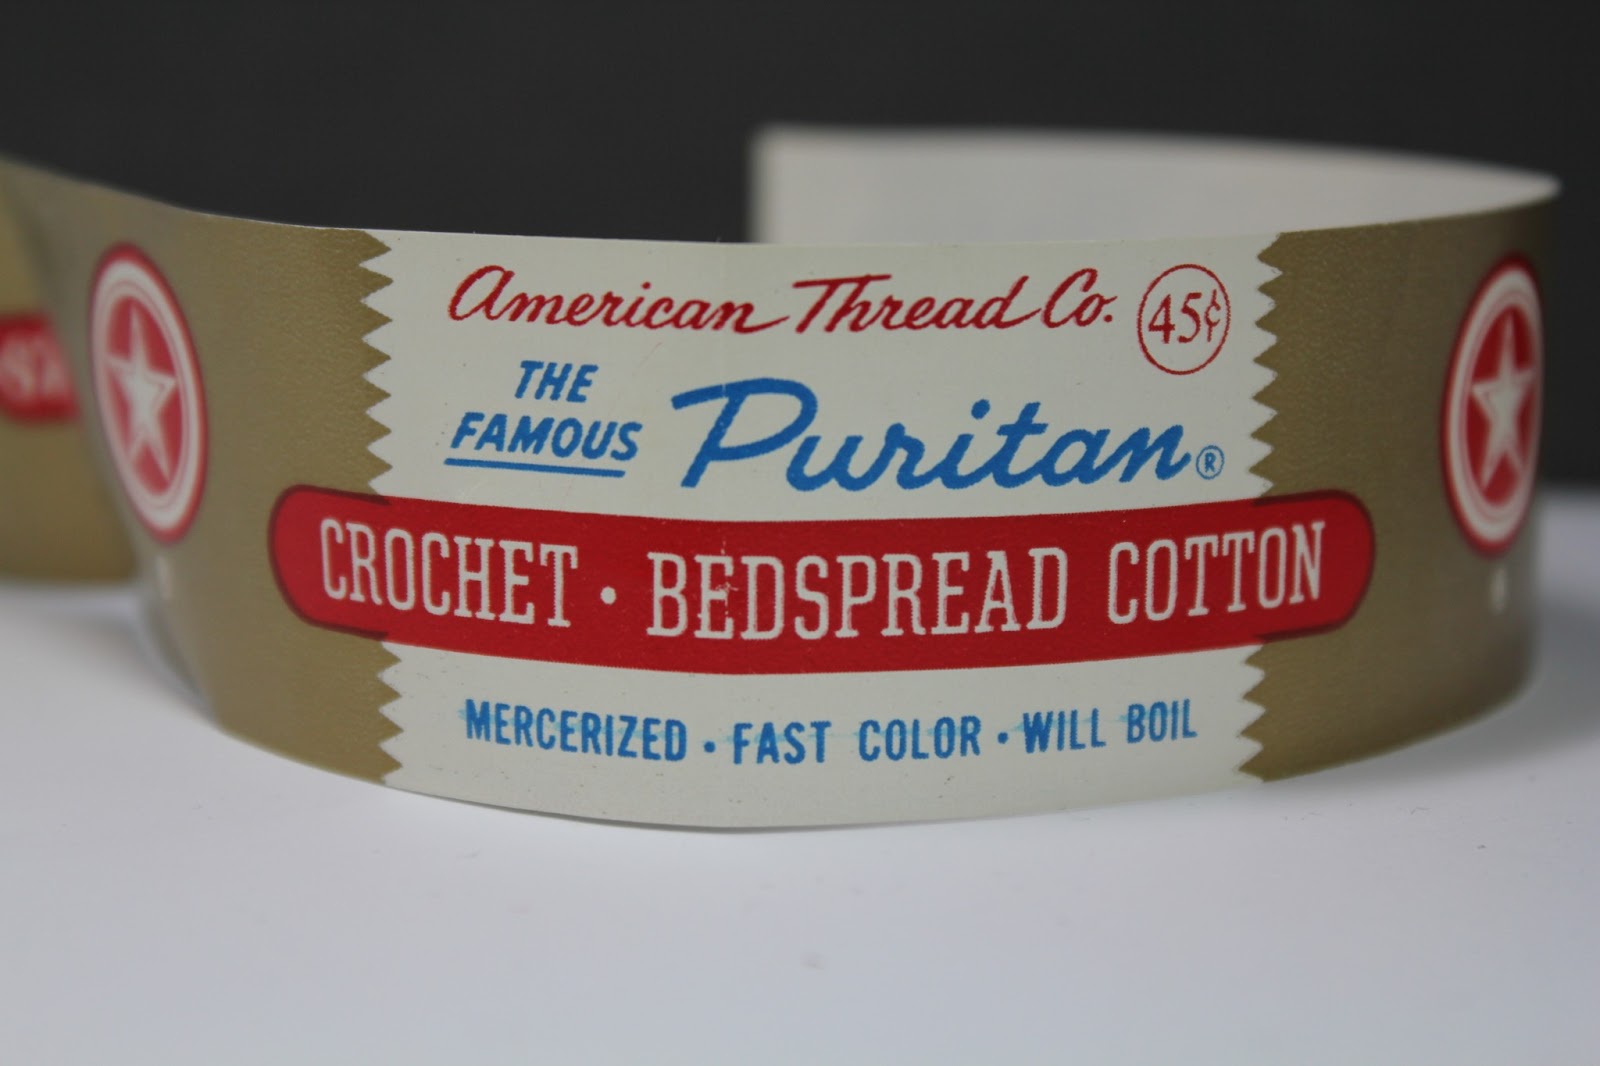 American Thread Co. 45¢
THE
FAMOUS Puritan®
CROCHET • BEDSPREAD COTTON
MERCERIZED • FAST COLOR • WILL BOIL